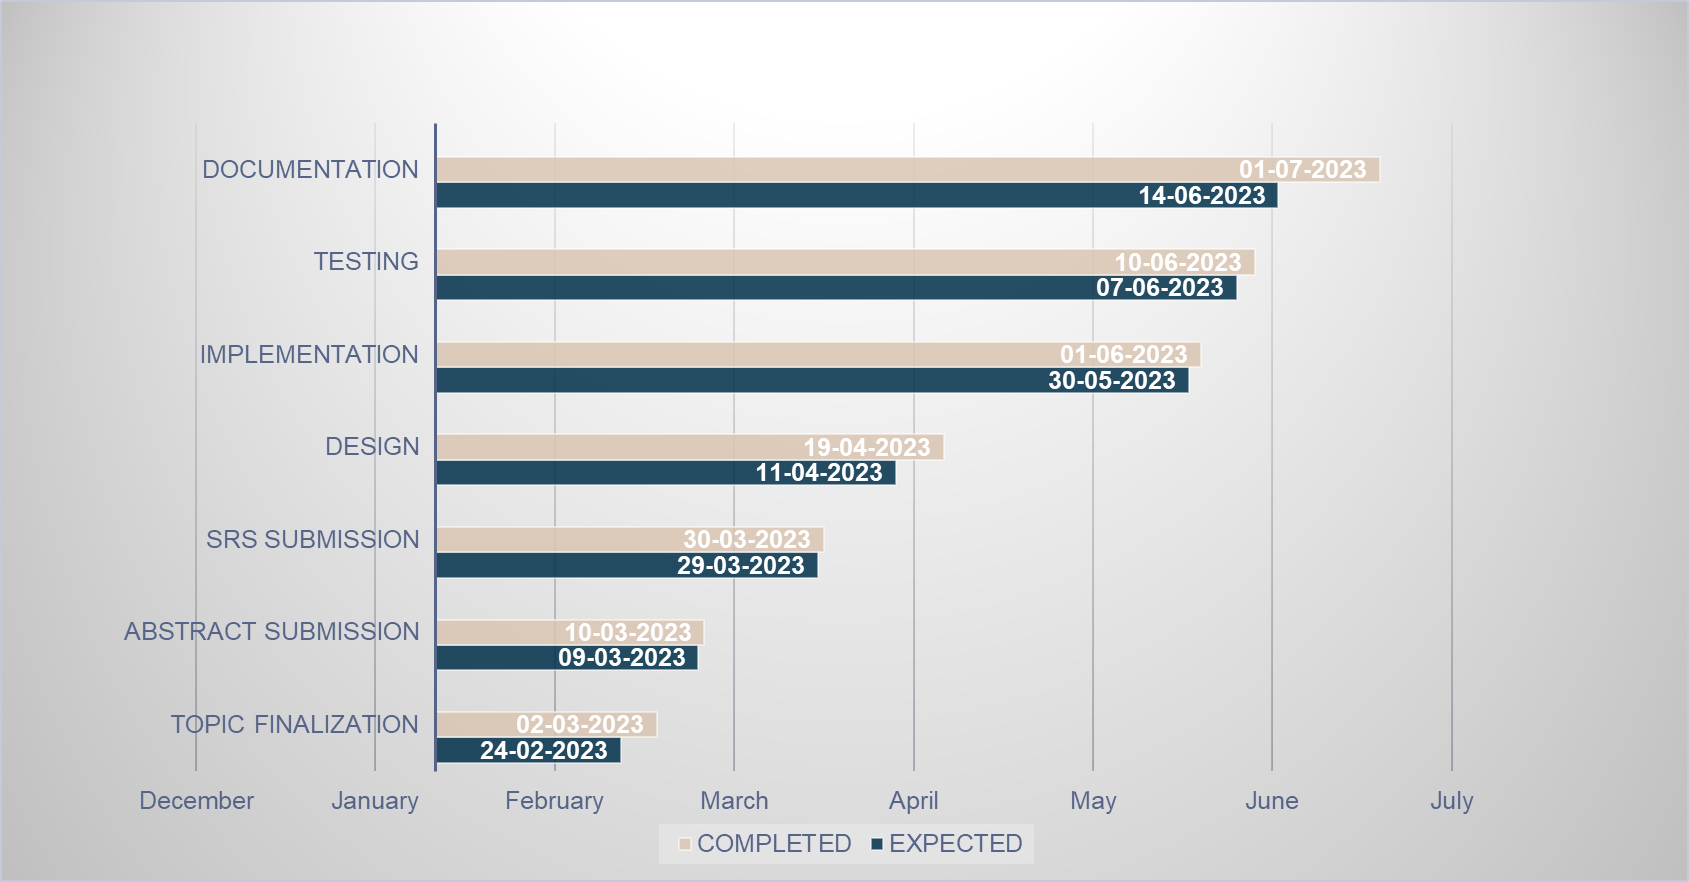 DOCUMENTATION
01-07-2023
14-06-2023
TESTING
10-06-2023
07-06-2023
IMPLEMENTATION
01-06-2023
30-05-2023
DESIGN
19-04-2023
11-04-2023
SRS SUBMISSION
30-03-2023
29-03-2023
ABSTRACT SUBMISSION
10-03-2023
09-03-2023
TOPIC FINALIZATION
02-03-2023
24-02-2023
December January February March April May June July
COMPLETED EXPECTED